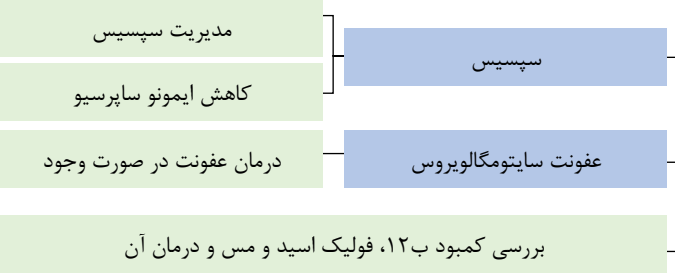 سپسیس
مدیریت سپسیس
کاهش ایمونو ساپرسیو
عفونت سایتومگالویروس
درمان عفونت در صورت وجود
بررسی کمبود ب۱۲، فولیک اسید و مس و درمان آن